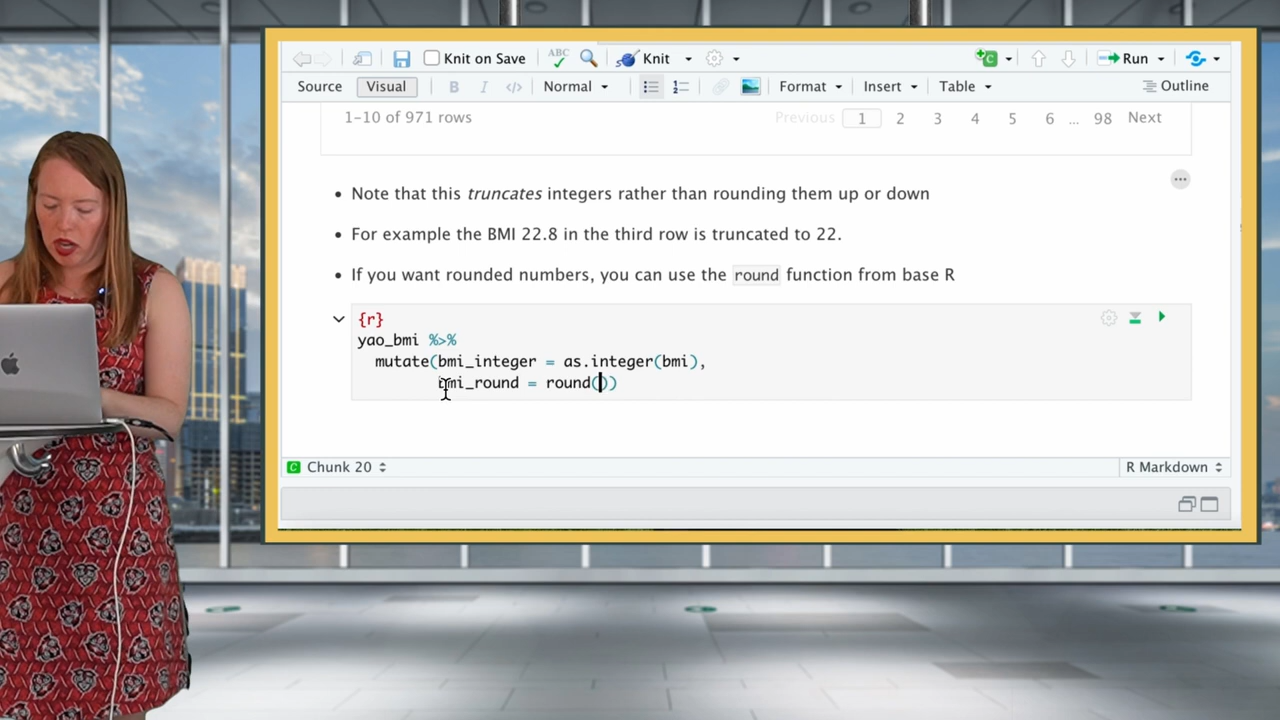 Knit on Save ABC Knit Run
Source Visual B I </> Normal Format Insert Table Outline
1-10 of 971 rows Previous 1 2 3 4 5 6 ... 98 Next
• Note that this truncates integers rather than rounding them up or down
• For example the BMI 22.8 in the third row is truncated to 22.
• If you want rounded numbers, you can use the round function from base R
{r}
yao_bmi %>%
mutate(bmi_integer = as.integer(bmi),
bmi_round = round())
C Chunk 20 R Markdown